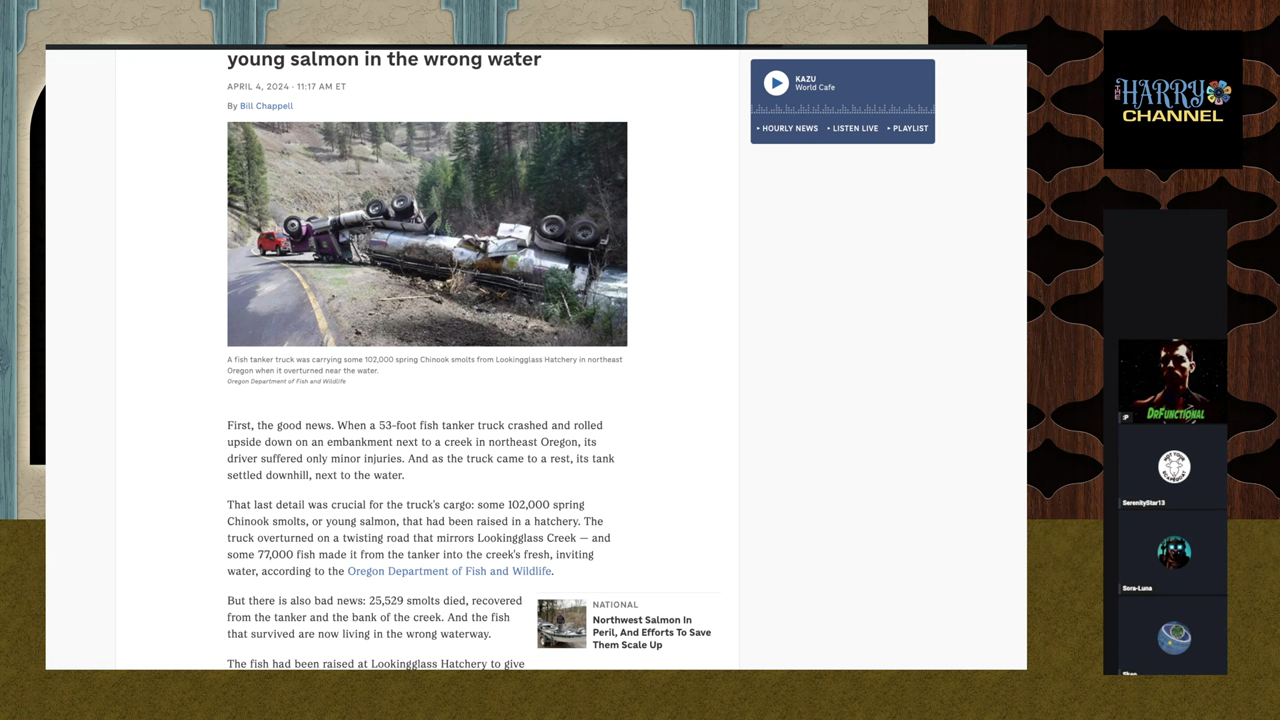 young salmon in the wrong water
APRIL 4, 2024 · 11:17 AM ET
By Bill Chappell
A fish tanker truck was carrying some 102,000 spring Chinook smolts from Lookingglass Hatchery in northeast
Oregon when it overturned near the water.
Oregon Department of Fish and Wildlife
First, the good news. When a 53-foot fish tanker truck crashed and rolled
upside down on an embankment next to a creek in northeast Oregon, its
driver suffered only minor injuries. And as the truck came to a rest, its tank
settled downhill, next to the water.
That last detail was crucial for the truck's cargo: some 102,000 spring
Chinook smolts, or young salmon, that had been raised in a hatchery. The
truck overturned on a twisting road that mirrors Lookingglass Creek — and
some 77,000 fish made it from the tanker into the creek's fresh, inviting
water, according to the Oregon Department of Fish and Wildlife.
But there is also bad news: 25,529 smolts died, recovered
from the tanker and the bank of the creek. And the fish
that survived are now living in the wrong waterway.
The fish had been raised at Lookingglass Hatchery to give
NATIONAL
Northwest Salmon In
Peril, And Efforts To Save
Them Scale Up
KAZU
World Cafe
HOURLY NEWS
LISTEN LIVE
PLAYLIST
THE HARRY
CHANNEL
:P
DRFUNCTIONAL
NOT YOUR
SCAPEGOAT
SerenityStar13
Sora-Luna